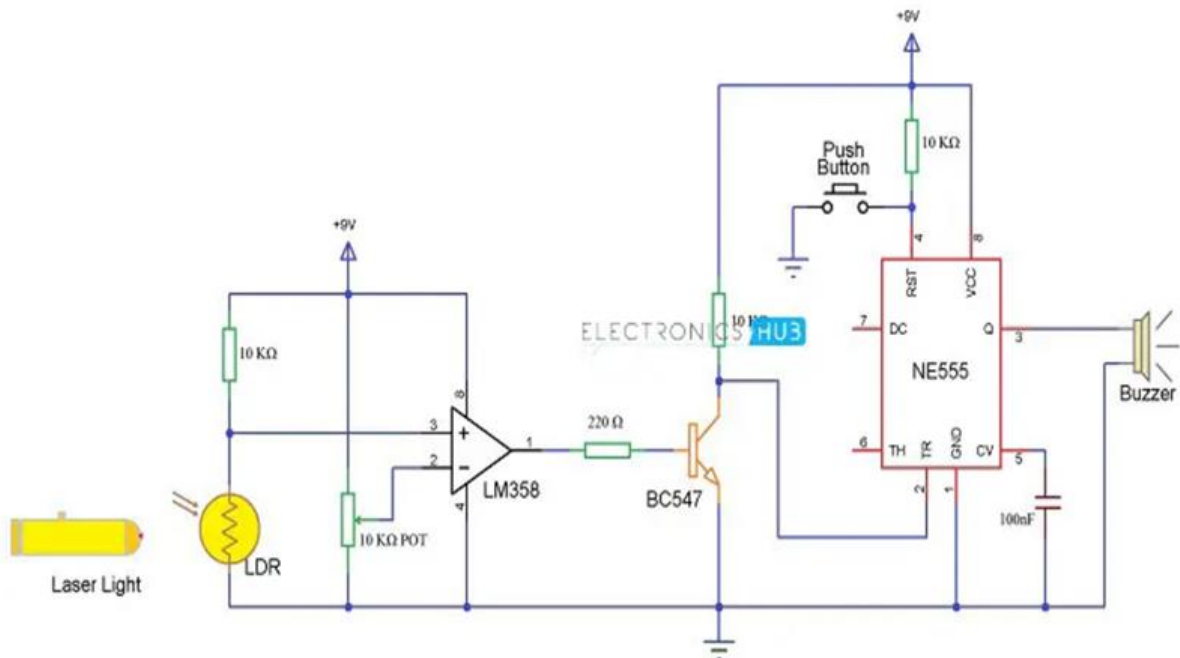 +9V
10 KΩ
Push
Button
+9V
4
8
RST
VCC
10 KΩ
ELECTRONICS HUB
7
DC
Q
3
NE555
Buzzer
10 KΩ
8
3
+
2
-
1
LM358
4
220 Ω
BC547
6
TH
TR
GND
CV
5
2
1
100nF
10 KΩ POT
LDR
Laser Light